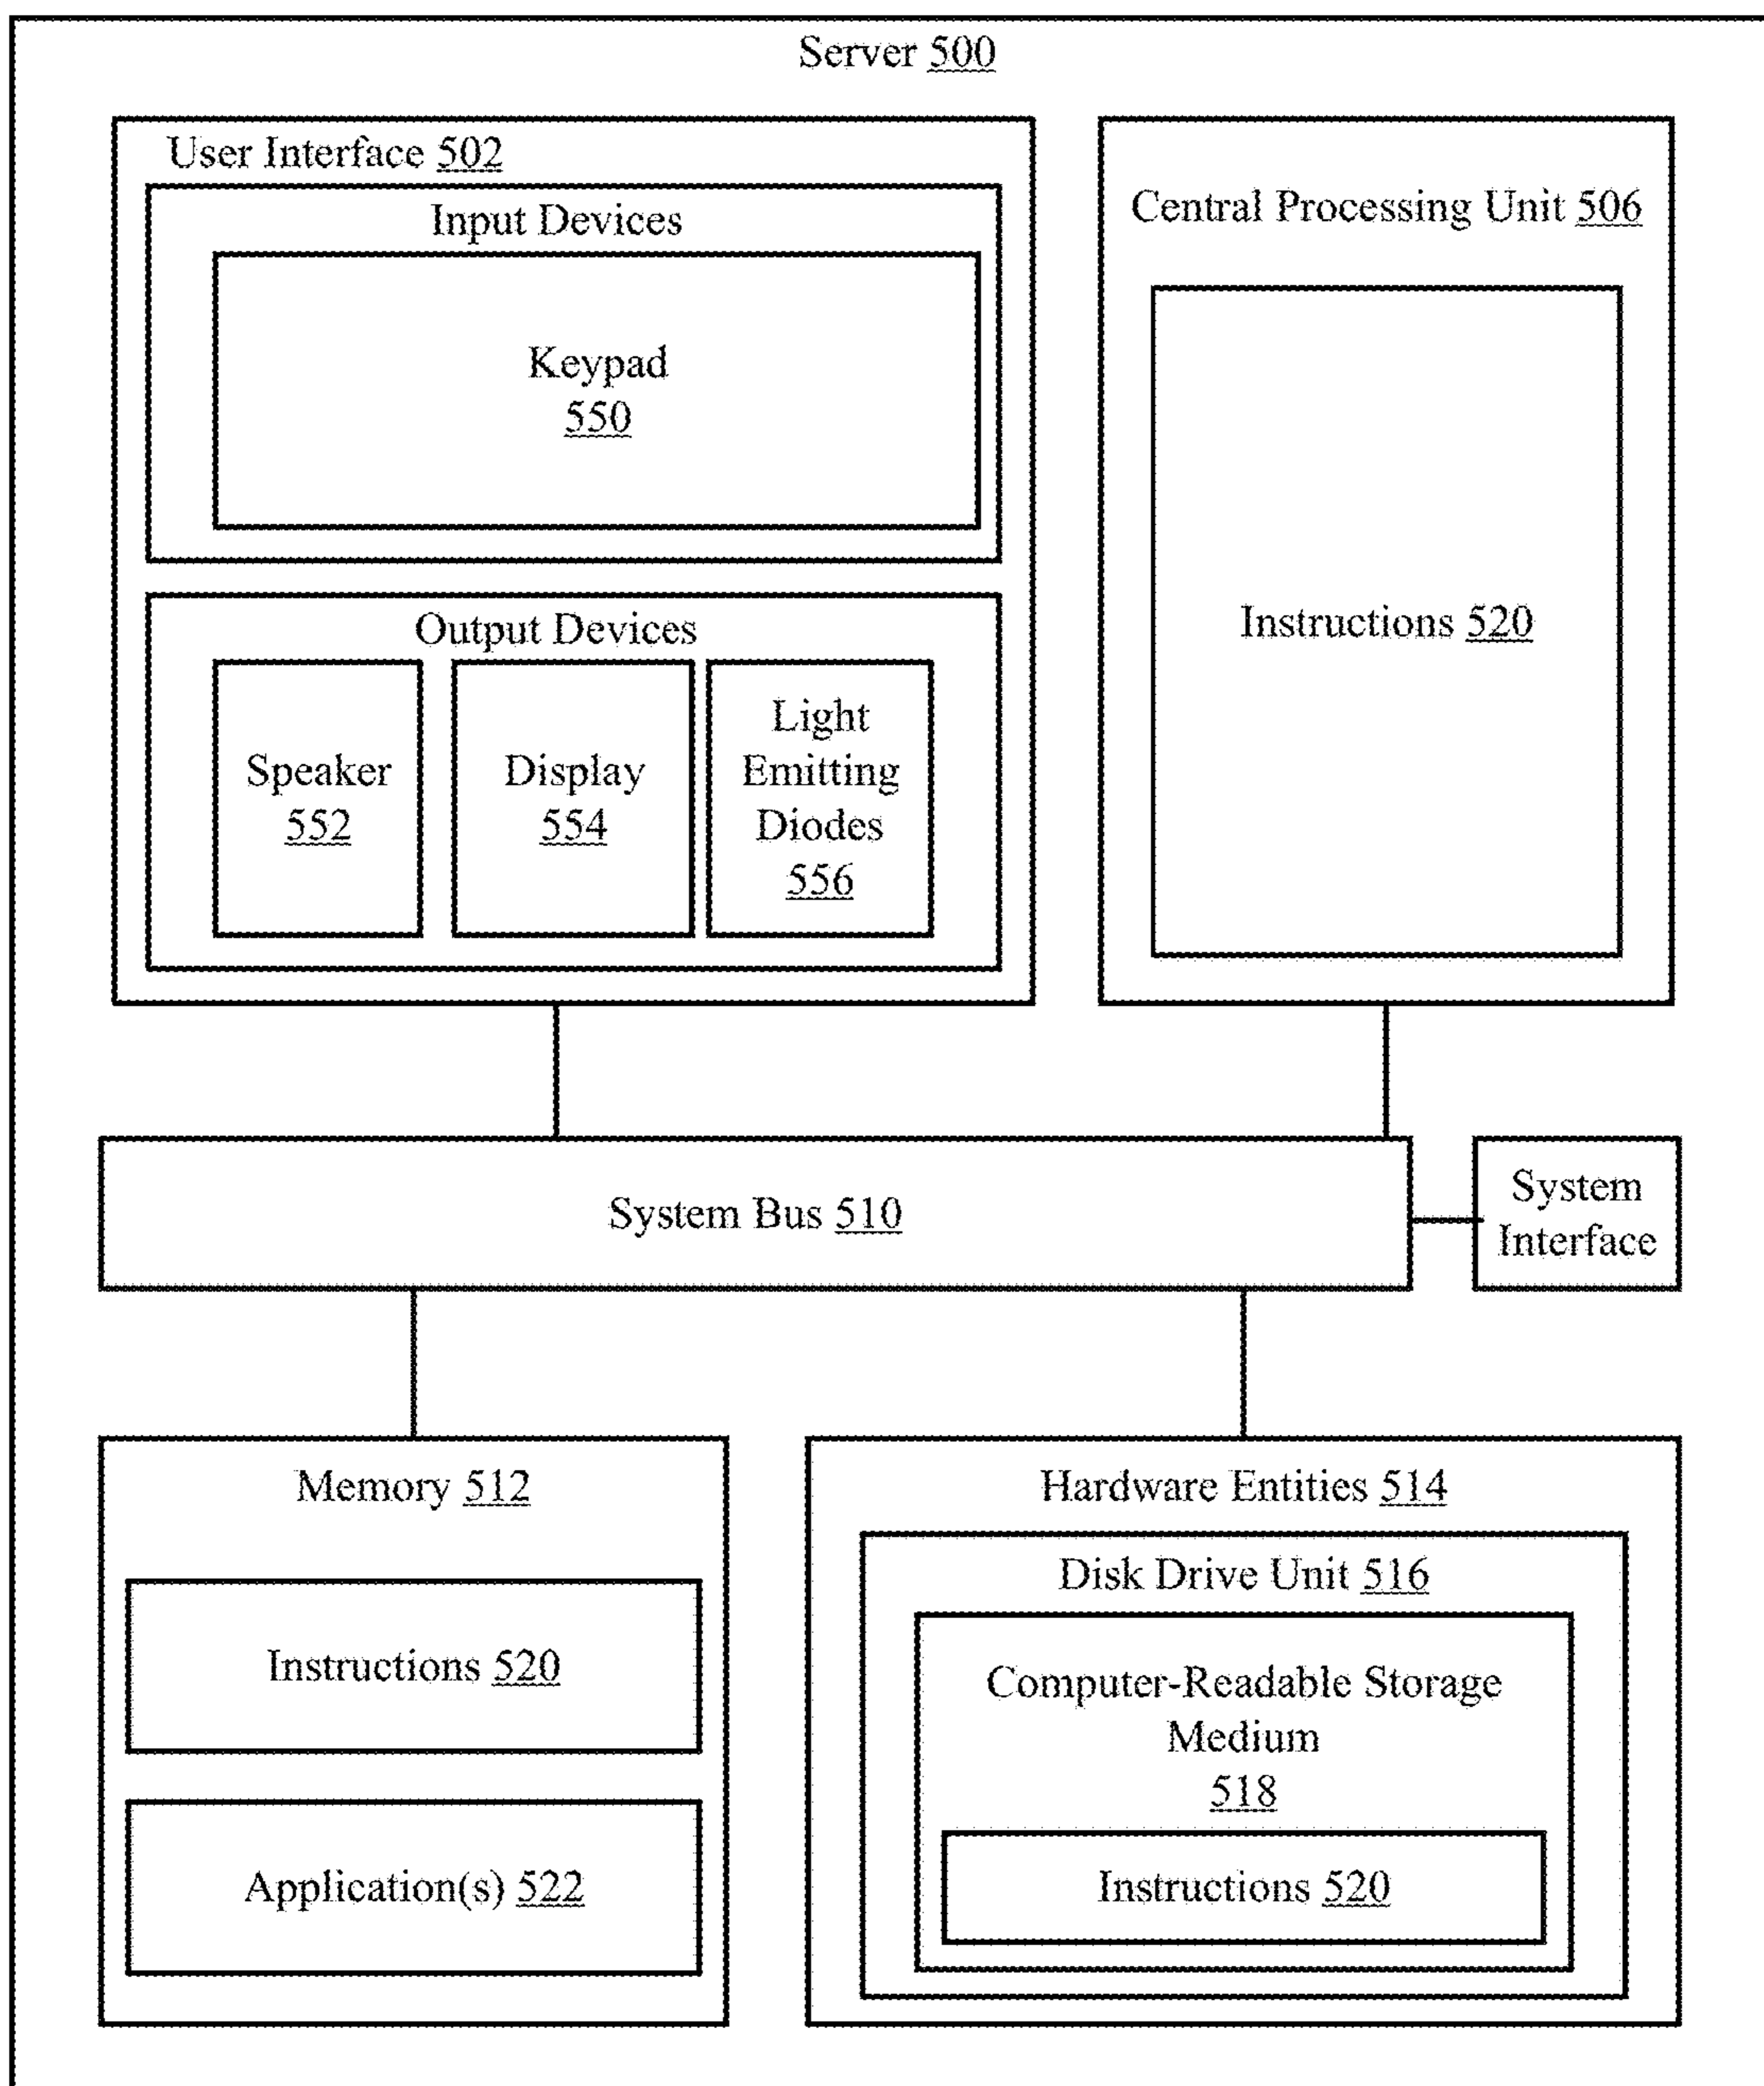 Server 500
User Interface 502
Input Devices
Keypad
550
Output Devices
Speaker
552
Display
554
Light
Emitting
Diodes
556
Central Processing Unit 506
Instructions 520
System Bus 510
System
Interface
Memory 512
Instructions 520
Application(s) 522
Hardware Entities 514
Disk Drive Unit 516
Computer-Readable Storage
Medium
518
Instructions 520